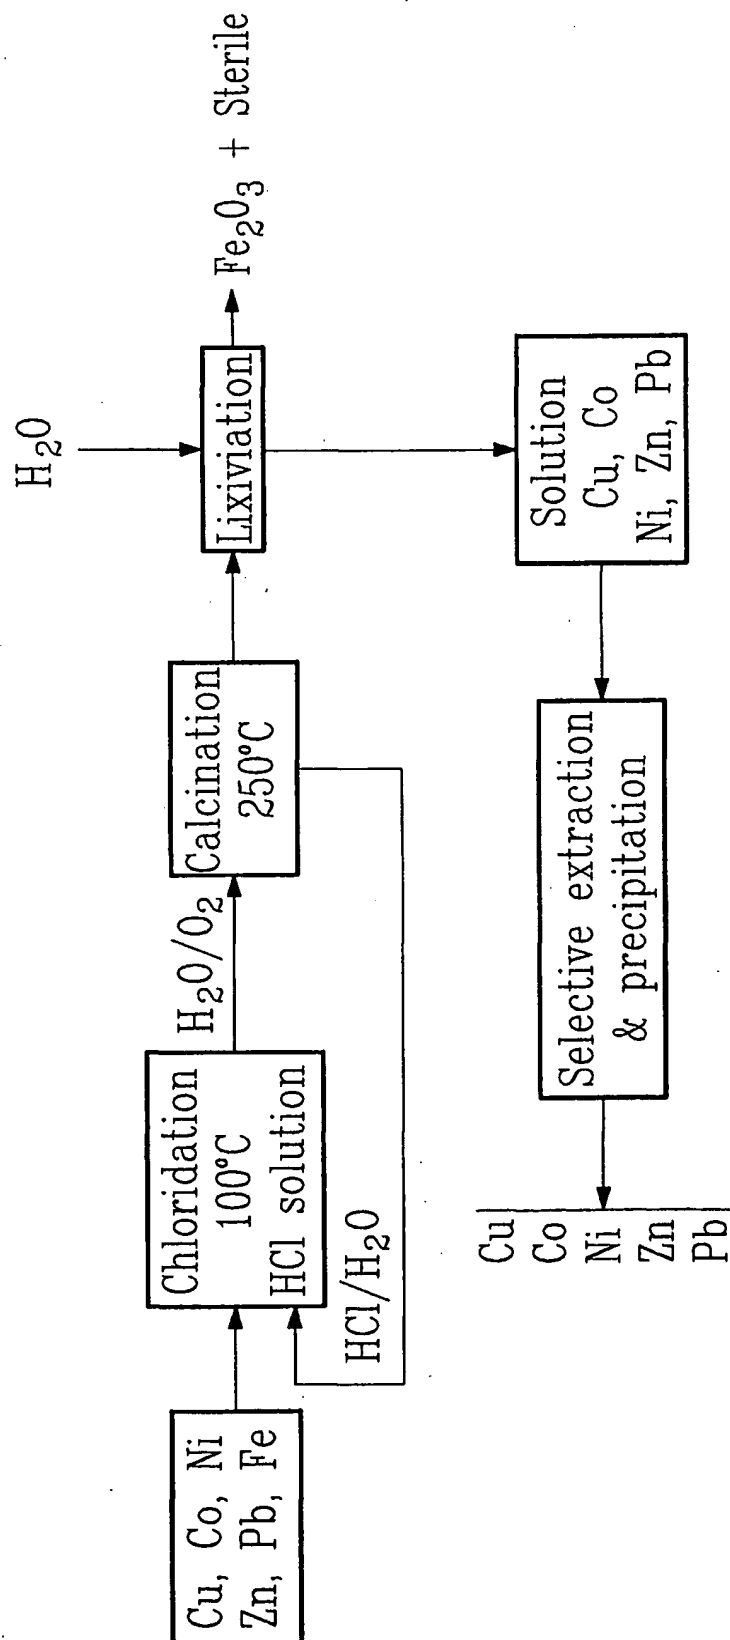 Cu, Co, Ni
Zn, Pb, Fe
Chloridation
100°C
HCl solution
HCl/H₂O
H₂O/O₂
Calcination
250°C
H₂O
Lixiviation
Fe₂O₃ + Sterile
Solution
Cu, Co
Ni, Zn, Pb
Selective extraction
& precipitation
Cu
Co
Ni
Zn
Pb